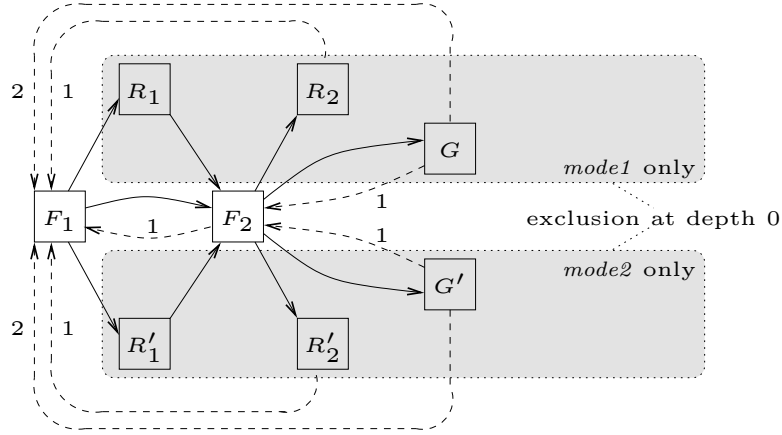 R₁
R₂
2
1
G
mode1 only
1
F₁
F₂
exclusion at depth 0
1
1
mode2 only
G′
2
1
R′₁
R′₂